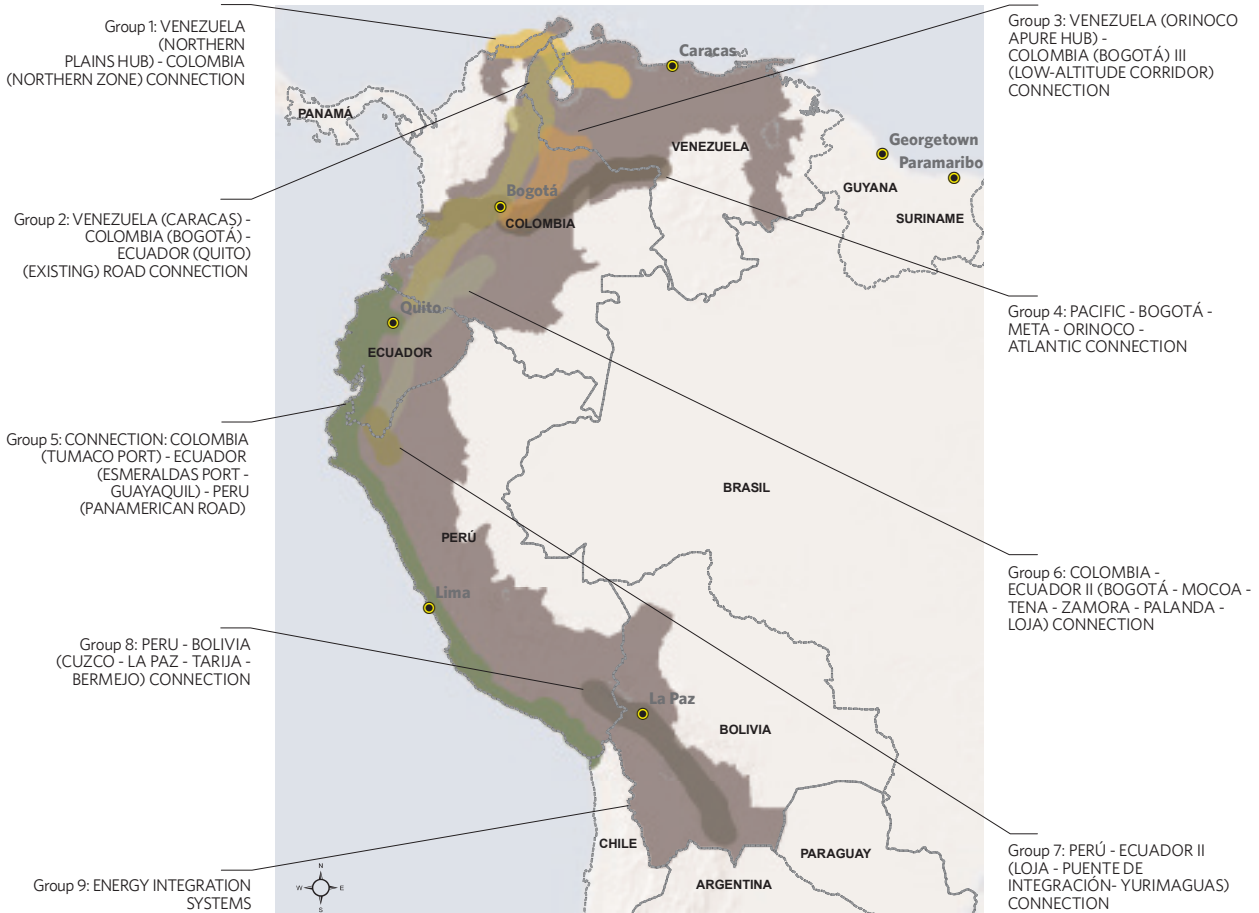 Group 1: VENEZUELA
(NORTHERN
PLAINS HUB) - COLOMBIA
(NORTHERN ZONE) CONNECTION
Group 3: VENEZUELA (ORINOCO
APURE HUB) -
COLOMBIA (BOGOTÁ) III
(LOW-ALTITUDE CORRIDOR)
CONNECTION
Caracas
PANAMÁ
VENEZUELA
Georgetown
Paramaribo
GUYANA
SURINAME
Bogotá
COLOMBIA
Group 2: VENEZUELA (CARACAS) -
COLOMBIA (BOGOTÁ) -
ECUADOR (QUITO)
(EXISTING) ROAD CONNECTION
Group 4: PACIFIC - BOGOTÁ -
META - ORINOCO -
ATLANTIC CONNECTION
Quito
ECUADOR
Group 5: CONNECTION: COLOMBIA
(TUMACO PORT) - ECUADOR
(ESMERALDAS PORT -
GUAYAQUIL) - PERU
(PANAMERICAN ROAD)
BRASIL
PERÚ
Lima
Group 6: COLOMBIA -
ECUADOR II (BOGOTÁ - MOCOA -
TENA - ZAMORA - PALANDA -
LOJA) CONNECTION
Group 8: PERU - BOLIVIA
(CUZCO - LA PAZ - TARIJA -
BERMEJO) CONNECTION
La Paz
BOLIVIA
CHILE
PARAGUAY
ARGENTINA
Group 7: PERÚ - ECUADOR II
(LOJA - PUENTE DE
INTEGRACIÓN- YURIMAGUAS)
CONNECTION
Group 9: ENERGY INTEGRATION
SYSTEMS
N
W E
S